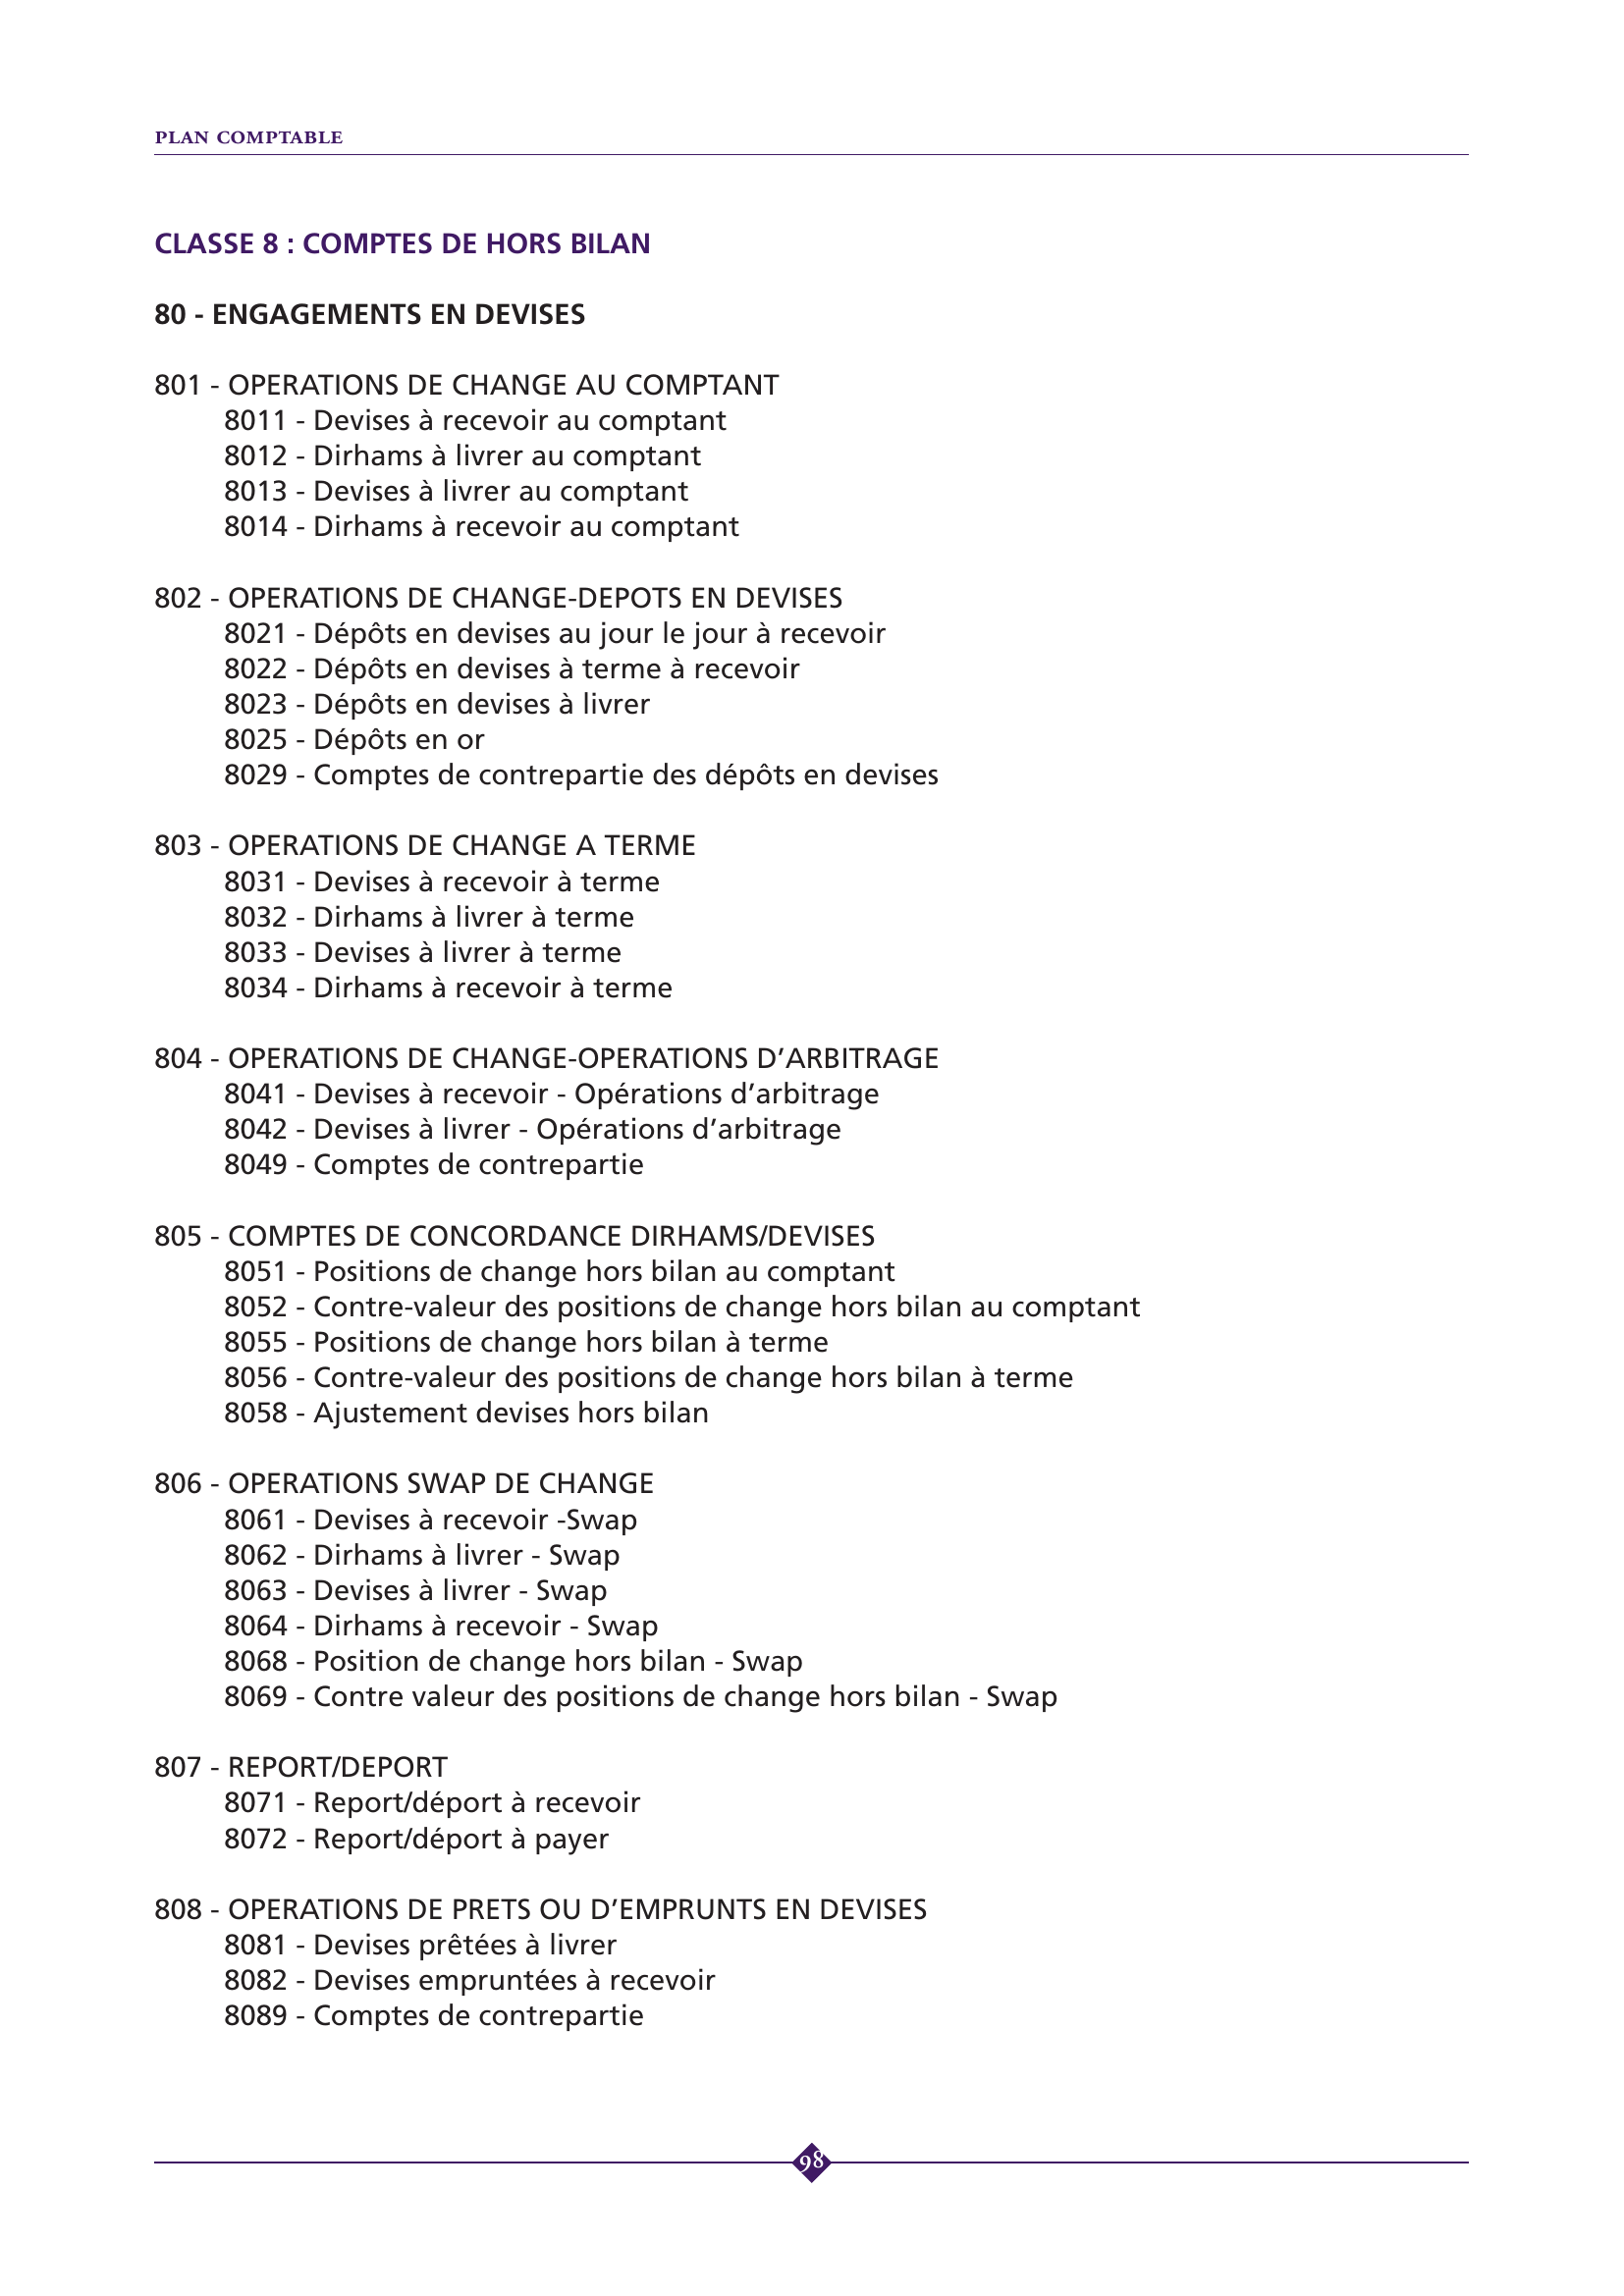 PLAN COMPTABLE
CLASSE 8 : COMPTES DE HORS BILAN
80 - ENGAGEMENTS EN DEVISES
801 - OPERATIONS DE CHANGE AU COMPTANT
8011 - Devises à recevoir au comptant
8012 - Dirhams à livrer au comptant
8013 - Devises à livrer au comptant
8014 - Dirhams à recevoir au comptant
802 - OPERATIONS DE CHANGE-DEPOTS EN DEVISES
8021 - Dépôts en devises au jour le jour à recevoir
8022 - Dépôts en devises à terme à recevoir
8023 - Dépôts en devises à livrer
8025 - Dépôts en or
8029 - Comptes de contrepartie des dépôts en devises
803 - OPERATIONS DE CHANGE A TERME
8031 - Devises à recevoir à terme
8032 - Dirhams à livrer à terme
8033 - Devises à livrer à terme
8034 - Dirhams à recevoir à terme
804 - OPERATIONS DE CHANGE-OPERATIONS D’ARBITRAGE
8041 - Devises à recevoir - Opérations d’arbitrage
8042 - Devises à livrer - Opérations d’arbitrage
8049 - Comptes de contrepartie
805 - COMPTES DE CONCORDANCE DIRHAMS/DEVISES
8051 - Positions de change hors bilan au comptant
8052 - Contre-valeur des positions de change hors bilan au comptant
8055 - Positions de change hors bilan à terme
8056 - Contre-valeur des positions de change hors bilan à terme
8058 - Ajustement devises hors bilan
806 - OPERATIONS SWAP DE CHANGE
8061 - Devises à recevoir -Swap
8062 - Dirhams à livrer - Swap
8063 - Devises à livrer - Swap
8064 - Dirhams à recevoir - Swap
8068 - Position de change hors bilan - Swap
8069 - Contre valeur des positions de change hors bilan - Swap
807 - REPORT/DEPORT
8071 - Report/déport à recevoir
8072 - Report/déport à payer
808 - OPERATIONS DE PRETS OU D’EMPRUNTS EN DEVISES
8081 - Devises prêtées à livrer
8082 - Devises empruntées à recevoir
8089 - Comptes de contrepartie
98